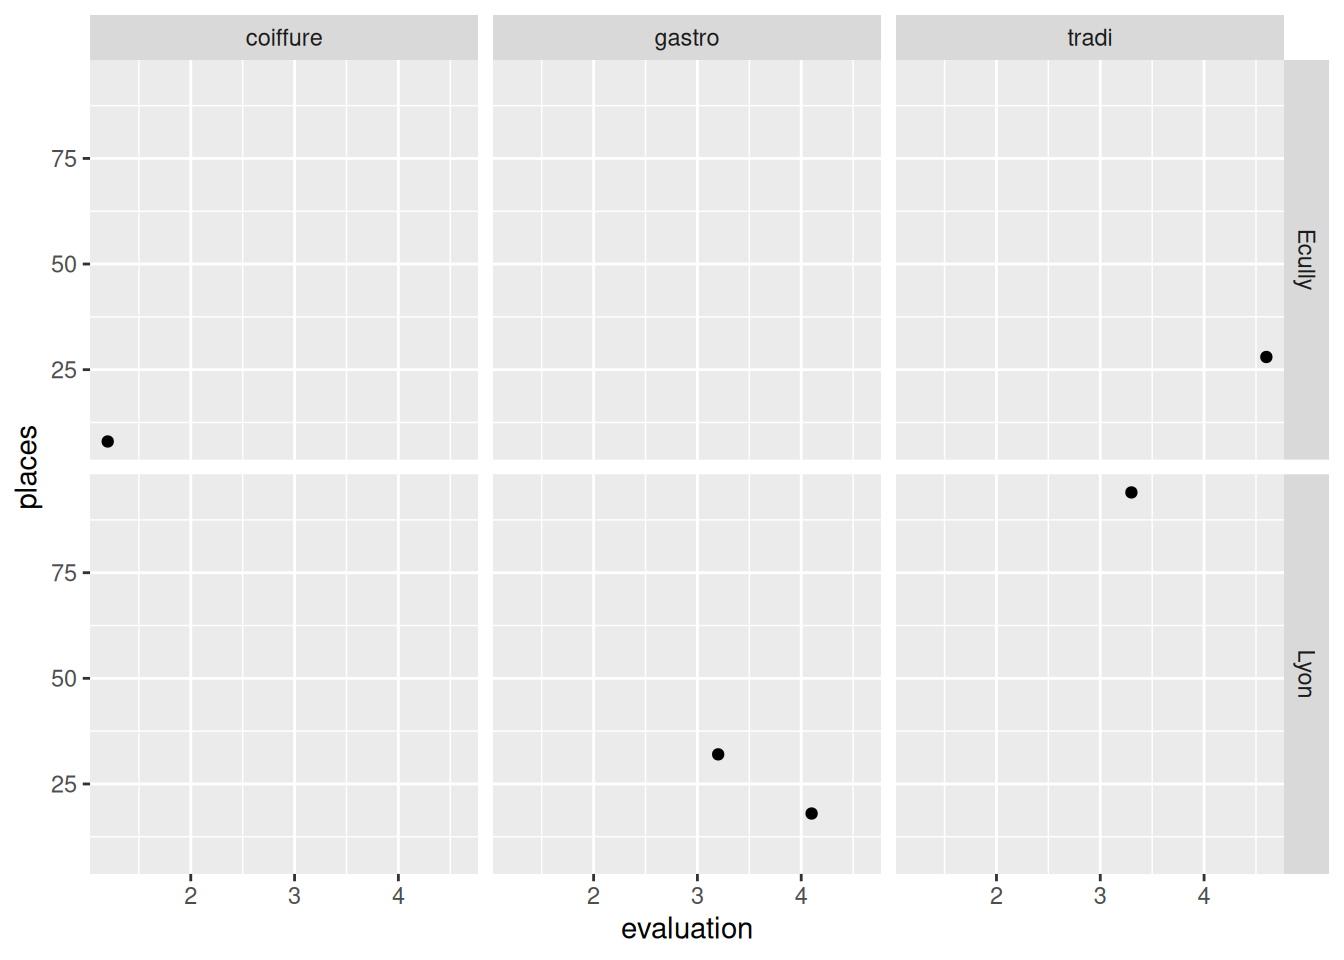 coiffure gastro tradi
75
50
25
Ecully
places
75
50
25
Lyon
2 3 4 2 3 4 2 3 4
evaluation